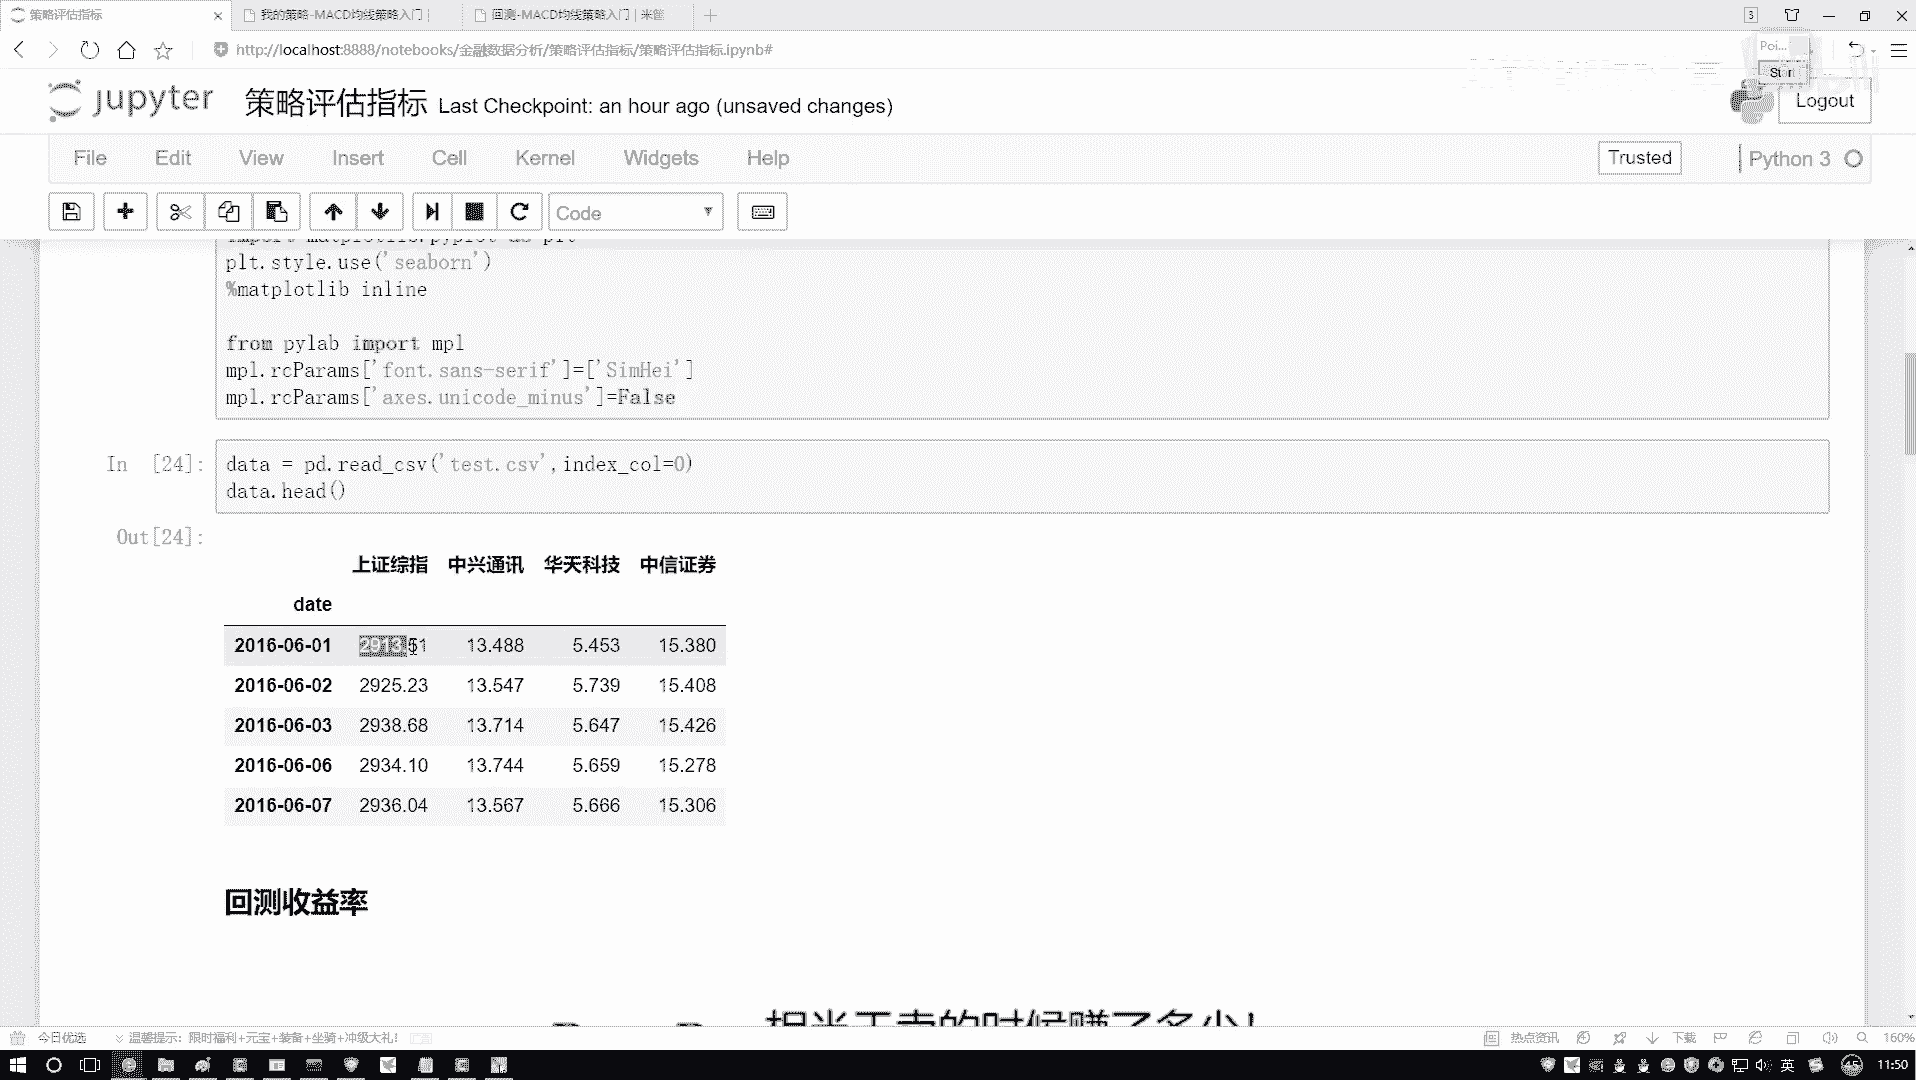 策略评估指标
我的策略-MACD均线策略入门 |
回测-MACD均线策略入门 | 米筐
3
http://localhost:8888/notebooks/金融数据分析/策略评估指标/策略评估指标.ipynb#
Poi...
Start
jupyter 策略评估指标 Last Checkpoint: an hour ago (unsaved changes)
Logout
File Edit View Insert Cell Kernel Widgets Help
Trusted
Python 3
Code
import matplotlib.pyplot as plt
plt.style.use('seaborn')
%matplotlib inline
from pylab import mpl
mpl.rcParams['font.sans-serif']=['SimHei']
mpl.rcParams['axes.unicode_minus']=False
In [24]: data = pd.read_csv('test.csv',index_col=0)
data.head()
Out[24]:
上证综指 中兴通讯 华天科技 中信证券
date
2016-06-01 2913.51 13.488 5.453 15.380
2016-06-02 2925.23 13.547 5.739 15.408
2016-06-03 2938.68 13.714 5.647 15.426
2016-06-06 2934.10 13.744 5.659 15.278
2016-06-07 2936.04 13.567 5.666 15.306
回测收益率
今日优选
温馨提示：限时福利+元宝+装备+坐骑+冲级大礼!
热点资讯
下载
160%
英
45
11:50